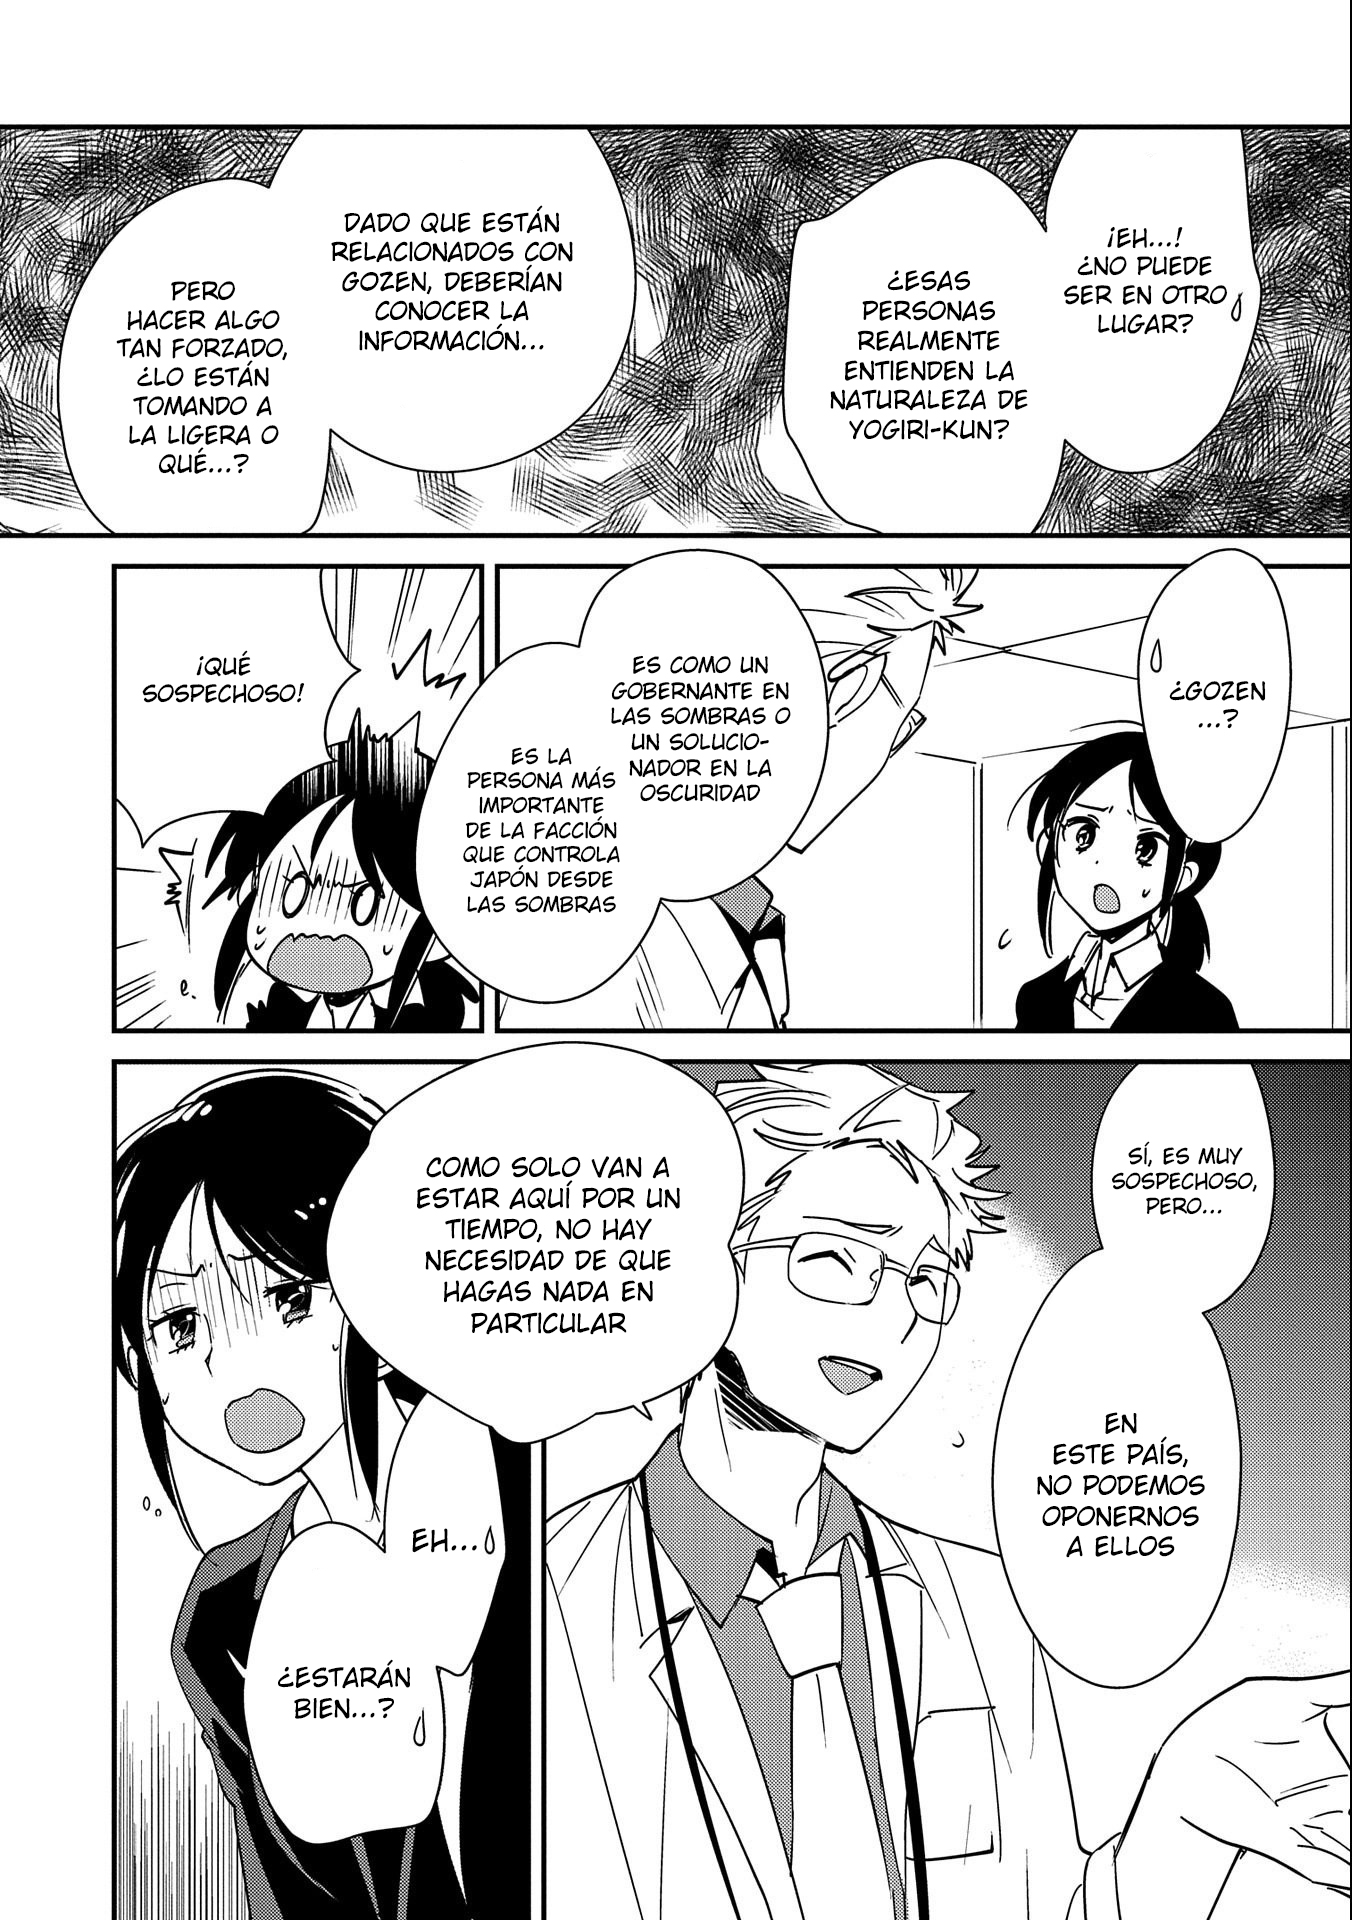 ¡EH...!
¿NO PUEDE
SER EN OTRO
LUGAR?
¿ESAS
PERSONAS
REALMENTE
ENTIENDEN LA
NATURALEZA DE
YOGIRI-KUN?
DADO QUE ESTÁN
RELACIONADOS CON
GOZEN, DEBERÍAN
CONOCER LA
INFORMACIÓN...
PERO
HACER ALGO
TAN FORZADO,
¿LO ESTÁN
TOMANDO A
LA LIGERA O
QUÉ...?
¿GOZEN
...?
ES COMO UN
GOBERNANTE EN
LAS SOMBRAS O
UN SOLUCIO-
NADOR EN LA
OSCURIDAD
ES LA
PERSONA MÁS
IMPORTANTE
DE LA FACCIÓN
QUE CONTROLA
JAPÓN DESDE
LAS SOMBRAS
¡QUÉ
SOSPECHOSO!
SÍ, ES MUY
SOSPECHOSO,
PERO...
EN
ESTE PAÍS,
NO PODEMOS
OPONERNOS
A ELLOS
COMO SOLO VAN A
ESTAR AQUÍ POR UN
TIEMPO, NO HAY
NECESIDAD DE QUE
HAGAS NADA EN
PARTICULAR
EH...
¿ESTARÁN
BIEN...?